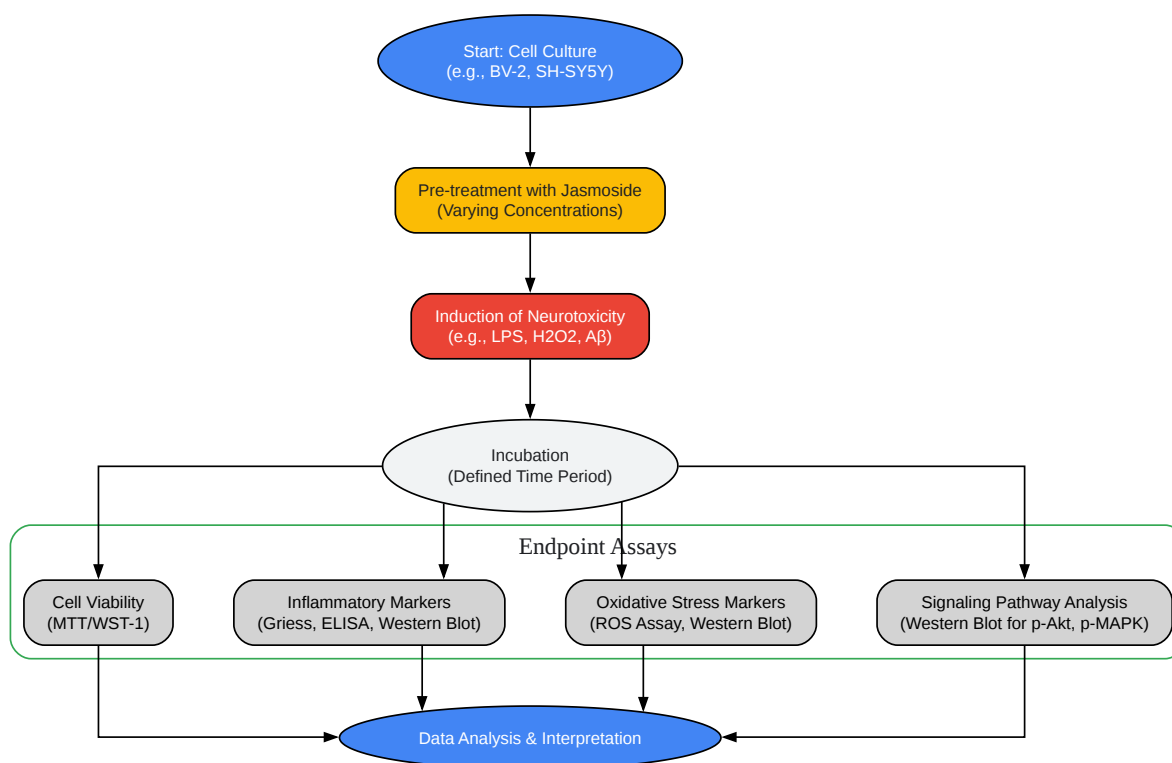 Start: Cell Culture
(e.g., BV-2, SH-SY5Y)
Pre-treatment with Jasmoside
(Varying Concentrations)
Induction of Neurotoxicity
(e.g., LPS, H2O2, Aβ)
Incubation
(Defined Time Period)
Endpoint Assays
Cell Viability
(MTT/WST-1)
Inflammatory Markers
(Griess, ELISA, Western Blot)
Oxidative Stress Markers
(ROS Assay, Western Blot)
Signaling Pathway Analysis
(Western Blot for p-Akt, p-MAPK)
Data Analysis & Interpretation